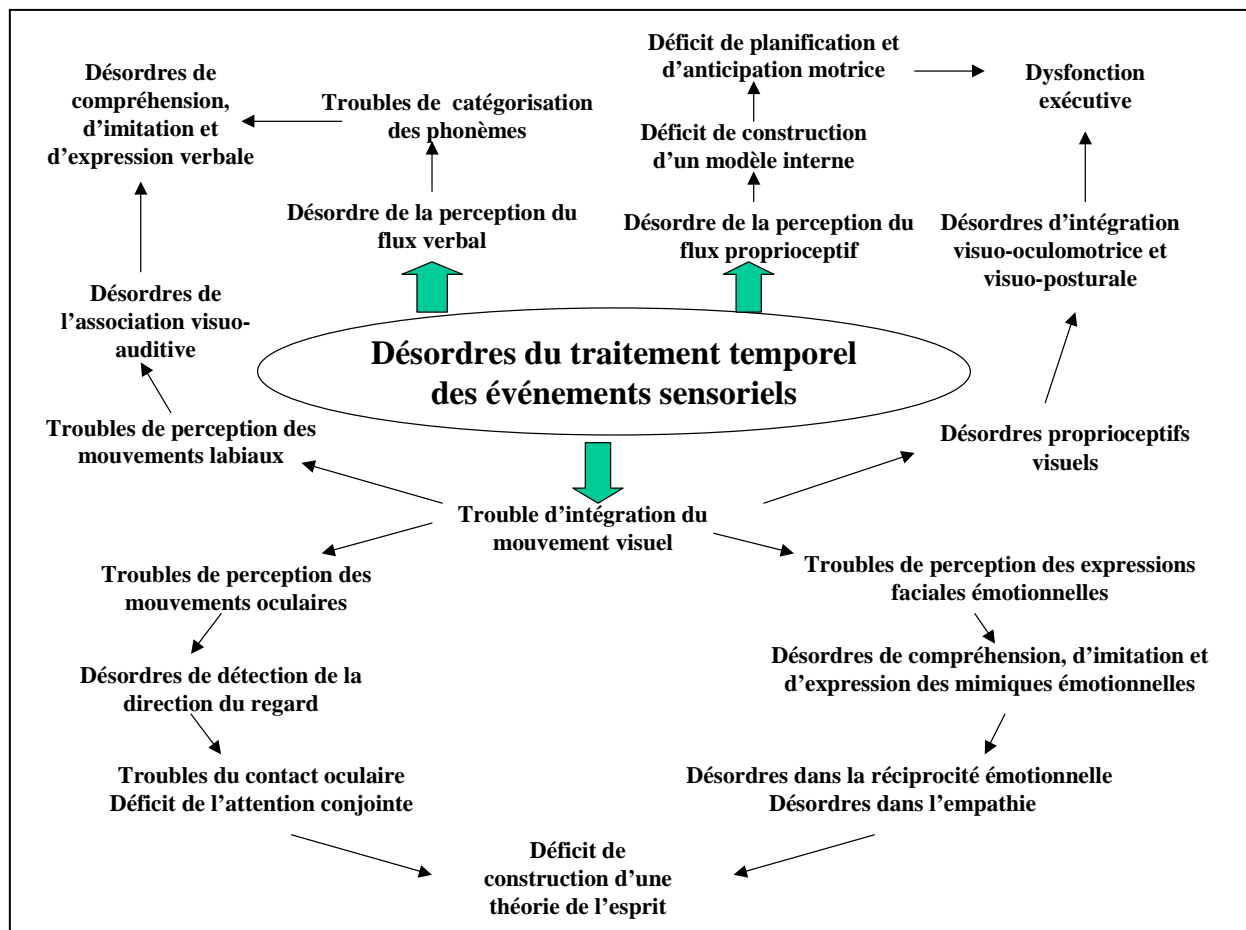 Désordres de
compréhension,
d’imitation et
d’expression verbale
Troubles de catégorisation
des phonèmes
Déficit de planification et
d’anticipation motrice
Dysfonction
exécutive
Déficit de construction
d’un modèle interne
Désordre de la perception du
flux verbal
Désordre de la perception du
flux proprioceptif
Désordres d’intégration
visuo-oculomotrice et
visuo-posturale
Désordres de
l’association visuo-
auditive
Désordres du traitement temporel
des événements sensoriels
Troubles de perception des
mouvements labiaux
Désordres proprioceptifs
visuels
Trouble d’intégration du
mouvement visuel
Troubles de perception des
mouvements oculaires
Troubles de perception des expressions
faciales émotionnelles
Désordres de détection de la
direction du regard
Désordres de compréhension, d’imitation et
d’expression des mimiques émotionnelles
Troubles du contact oculaire
Déficit de l’attention conjointe
Désordres dans la réciprocité émotionnelle
Désordres dans l’empathie
Déficit de
construction d’une
théorie de l’esprit